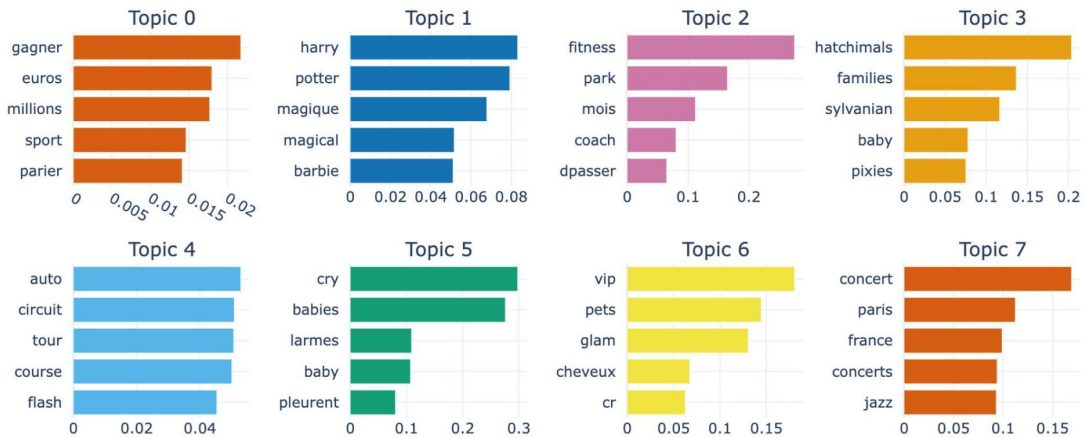 Topic 0
gagner
euros
millions
sport
parier
0 0.005 0.01 0.015 0.02
Topic 1
harry
potter
magique
magical
barbie
0 0.02 0.04 0.06 0.08
Topic 2
fitness
park
mois
coach
dpasser
0 0.1 0.2
Topic 3
hatchimals
families
sylvanian
baby
pixies
0 0.05 0.1 0.15 0.2
Topic 4
auto
circuit
tour
course
flash
0 0.02 0.04
Topic 5
cry
babies
larmes
baby
pleurent
0 0.1 0.2 0.3
Topic 6
vip
pets
glam
cheveux
cr
0 0.05 0.1 0.15
Topic 7
concert
paris
france
concerts
jazz
0 0.05 0.1 0.15